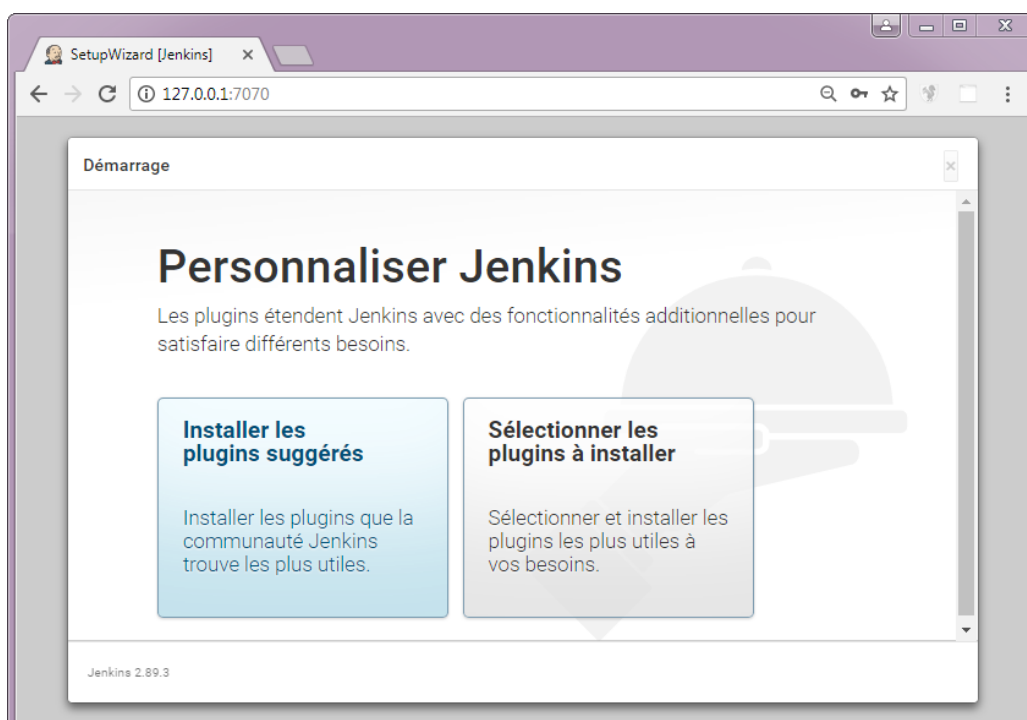 SetupWizard [Jenkins]
127.0.0.1:7070
Démarrage
Personnaliser Jenkins
Les plugins étendent Jenkins avec des fonctionnalités additionnelles pour
satisfaire différents besoins.
Installer les
plugins suggérés
Installer les plugins que la
communauté Jenkins
trouve les plus utiles.
Sélectionner les
plugins à installer
Sélectionner et installer les
plugins les plus utiles à
vos besoins.
Jenkins 2.89.3